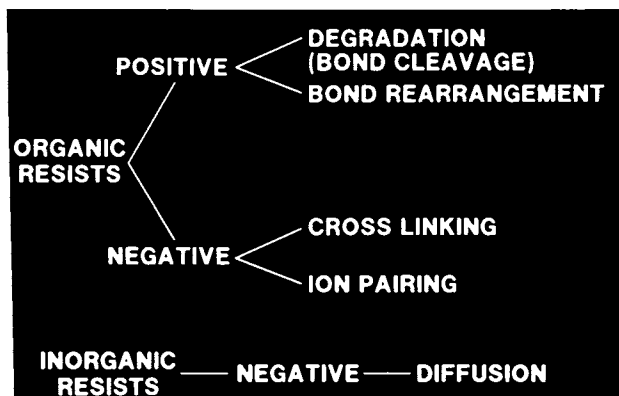 DEGRADATION
(BOND CLEAVAGE)
POSITIVE
BOND REARRANGEMENT
ORGANIC
RESISTS
CROSS LINKING
NEGATIVE
ION PAIRING
INORGANIC
RESISTS
NEGATIVE
DIFFUSION